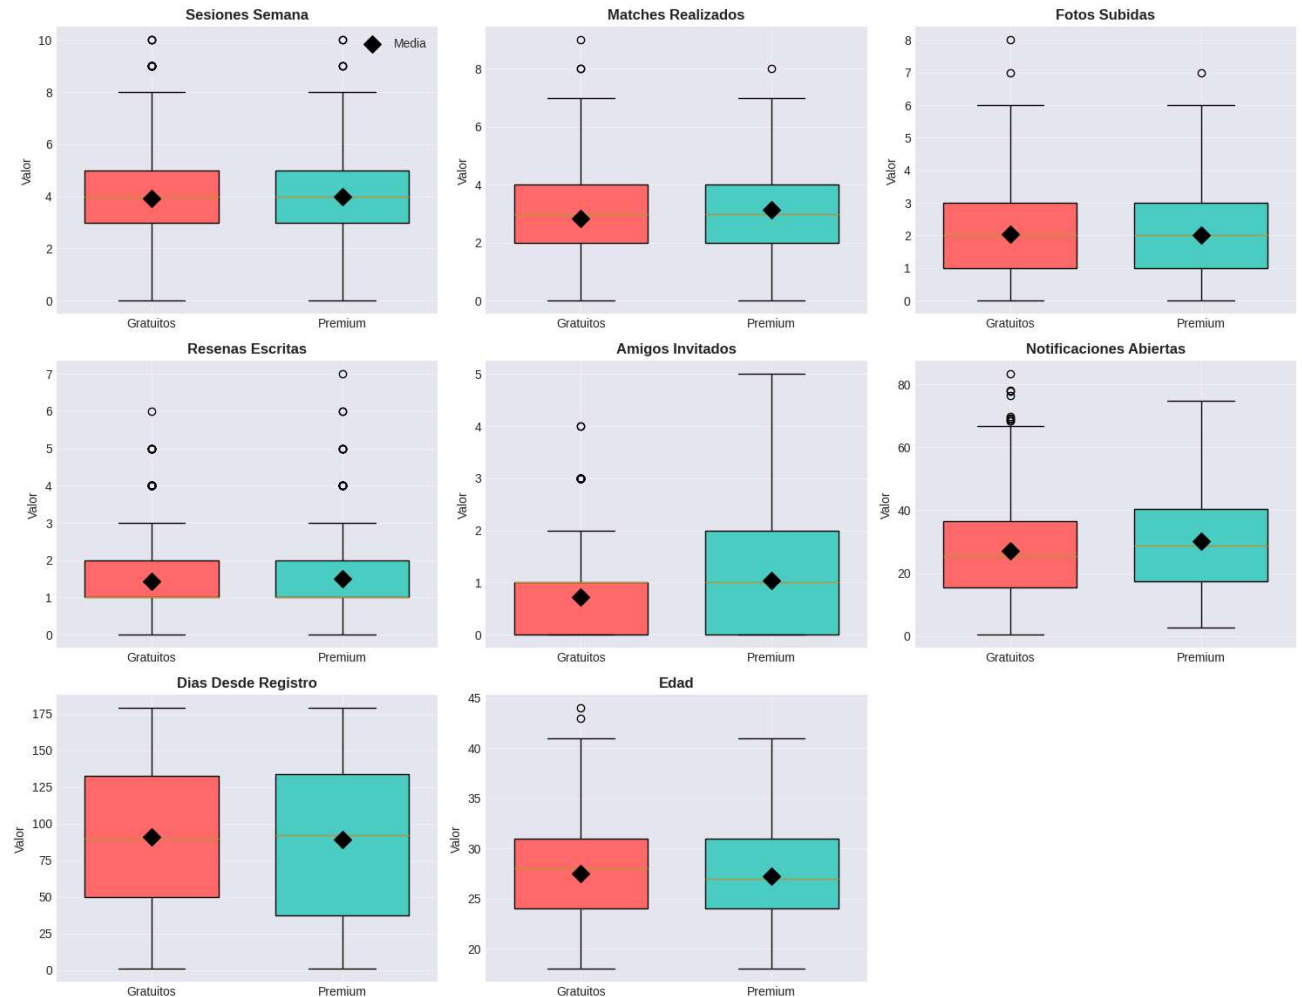 Sesiones Semana
Valor
10
8
6
4
2
0
Media
Gratuitos
Premium
Matches Realizados
Valor
8
6
4
2
0
Gratuitos
Premium
Fotos Subidas
Valor
8
7
6
5
4
3
2
1
0
Gratuitos
Premium
Resenas Escritas
Valor
7
6
5
4
3
2
1
0
Gratuitos
Premium
Amigos Invitados
Valor
5
4
3
2
1
0
Gratuitos
Premium
Notificaciones Abiertas
Valor
80
60
40
20
0
Gratuitos
Premium
Dias Desde Registro
Valor
175
150
125
100
75
50
25
0
Gratuitos
Premium
Edad
Valor
45
40
35
30
25
20
Gratuitos
Premium